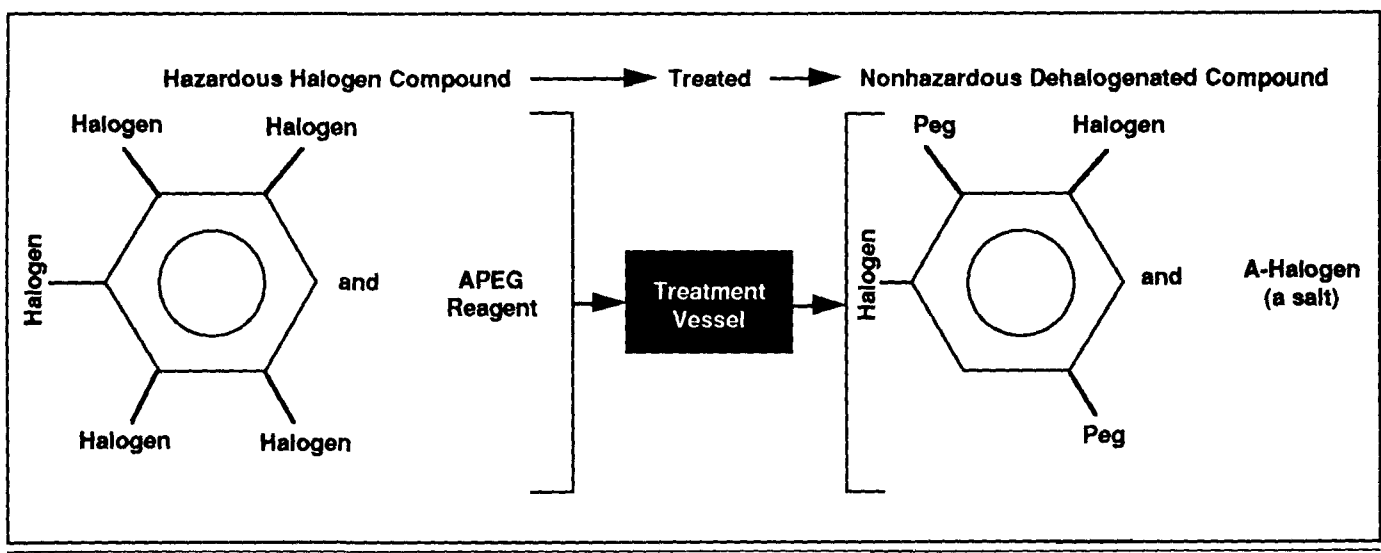 Hazardous Halogen Compound
Treated
Nonhazardous Dehalogenated Compound
Halogen
Halogen
Halogen
Halogen
Halogen
and
APEG
Reagent
Treatment
Vessel
Peg
Halogen
Halogen
Peg
and
A-Halogen
(a salt)